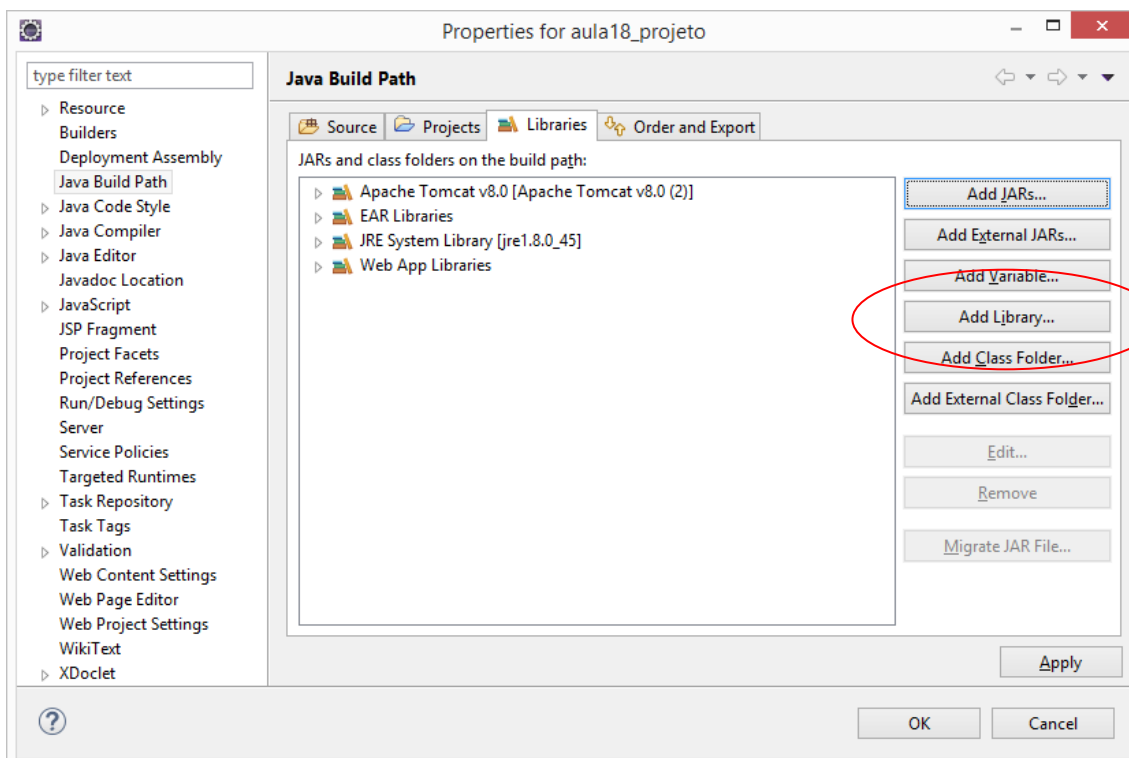 Properties for aula18_projeto
type filter text
Resource
Builders
Deployment Assembly
Java Build Path
Java Code Style
Java Compiler
Java Editor
Javadoc Location
JavaScript
JSP Fragment
Project Facets
Project References
Run/Debug Settings
Server
Service Policies
Targeted Runtimes
Task Repository
Task Tags
Validation
Web Content Settings
Web Page Editor
Web Project Settings
WikiText
XDoclet
Java Build Path
Source Projects Libraries Order and Export
JARs and class folders on the build path:
Apache Tomcat v8.0 [Apache Tomcat v8.0 (2)]
EAR Libraries
JRE System Library [jre1.8.0_45]
Web App Libraries
Add JARs...
Add External JARs...
Add Variable...
Add Library...
Add Class Folder...
Add External Class Folder...
Edit...
Remove
Migrate JAR File...
Apply
?
OK Cancel